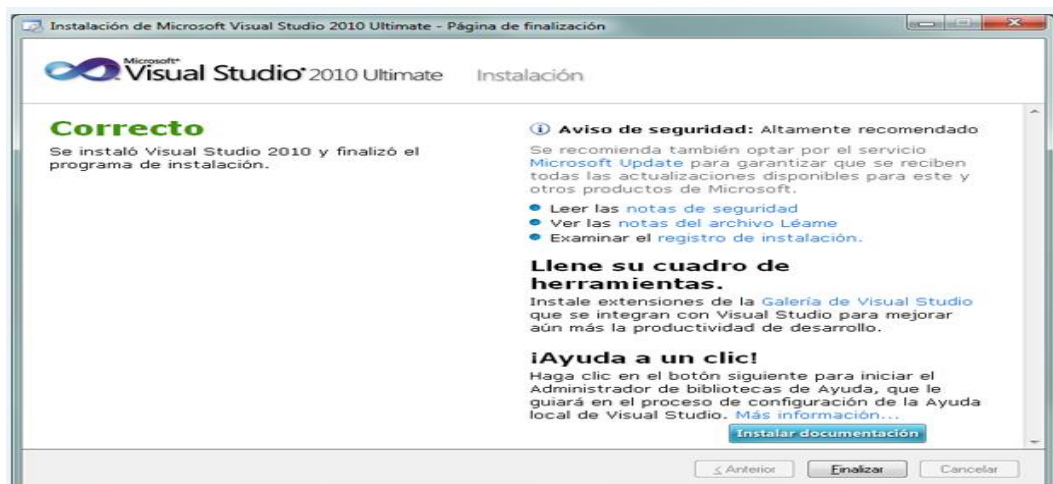 Instalación de Microsoft Visual Studio 2010 Ultimate - Página de finalización
Microsoft®
Visual Studio® 2010 Ultimate Instalación
Correcto
Se instaló Visual Studio 2010 y finalizó el
programa de instalación.
Aviso de seguridad: Altamente recomendado
Se recomienda también optar por el servicio
Microsoft Update para garantizar que se reciben
todas las actualizaciones disponibles para este y
otros productos de Microsoft.
Leer las notas de seguridad
Ver las notas del archivo Léame
Examinar el registro de instalación.
Llene su cuadro de
herramientas.
Instale extensiones de la Galería de Visual Studio
que se integran con Visual Studio para mejorar
aún más la productividad de desarrollo.
¡Ayuda a un clic!
Haga clic en el botón siguiente para iniciar el
Administrador de bibliotecas de Ayuda, que le
guiará en el proceso de configuración de la Ayuda
local de Visual Studio. Más información...
Instalar documentación
< Anterior Finalizar Cancelar